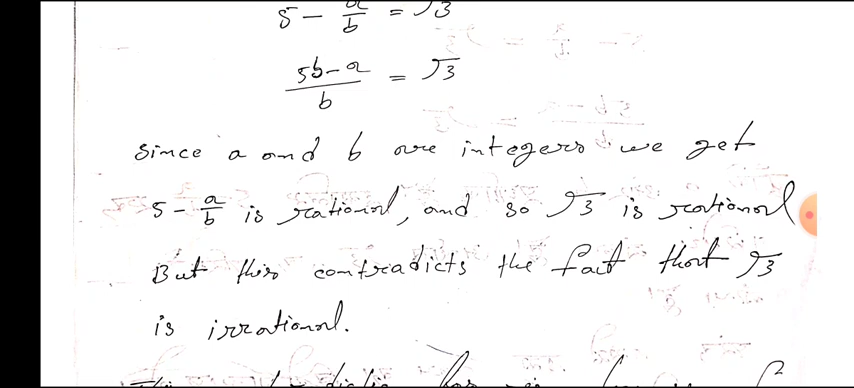 5 - a/b = √3
5b-a/b = √3
Since a and b are integers we get
5 - a/b is rational, and so √3 is rational
But this contradicts the fact that √3
is irrational.